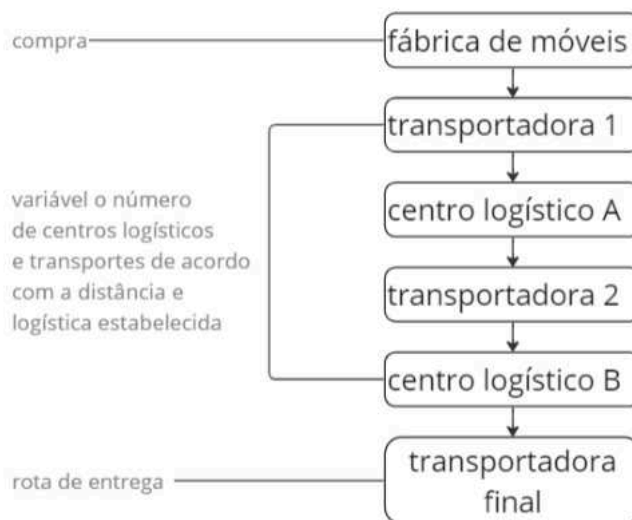 compra
fábrica de móveis
transportadora 1
centro logístico A
variável o número
de centros logísticos
e transportes de acordo
com a distância e
logística estabelecida
transportadora 2
centro logístico B
rota de entrega
transportadora
final